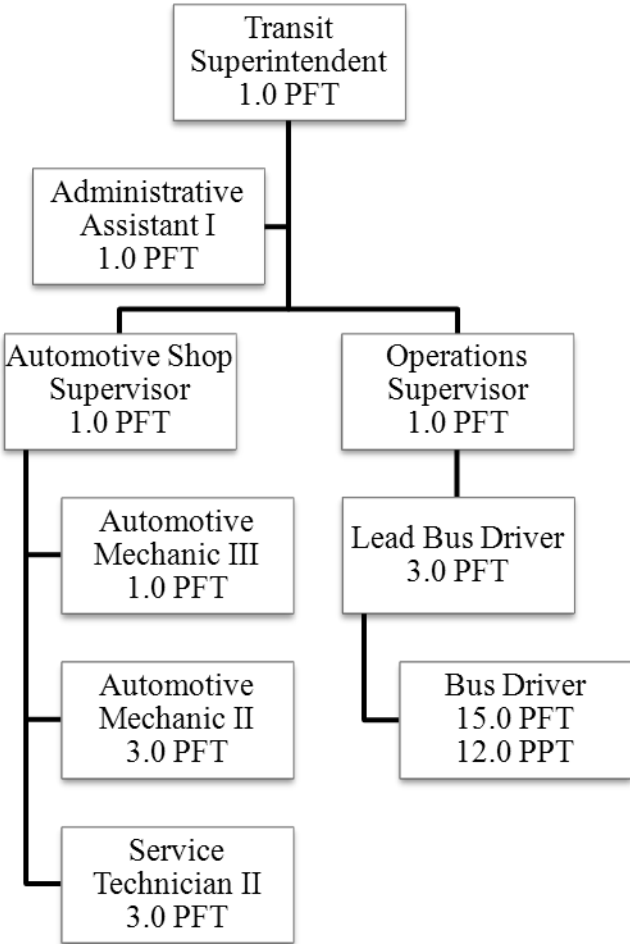 Transit
Superintendent
1.0 PFT
Administrative
Assistant I
1.0 PFT
Automotive Shop
Supervisor
1.0 PFT
Operations
Supervisor
1.0 PFT
Automotive
Mechanic III
1.0 PFT
Lead Bus Driver
3.0 PFT
Automotive
Mechanic II
3.0 PFT
Bus Driver
15.0 PFT
12.0 PPT
Service
Technician II
3.0 PFT